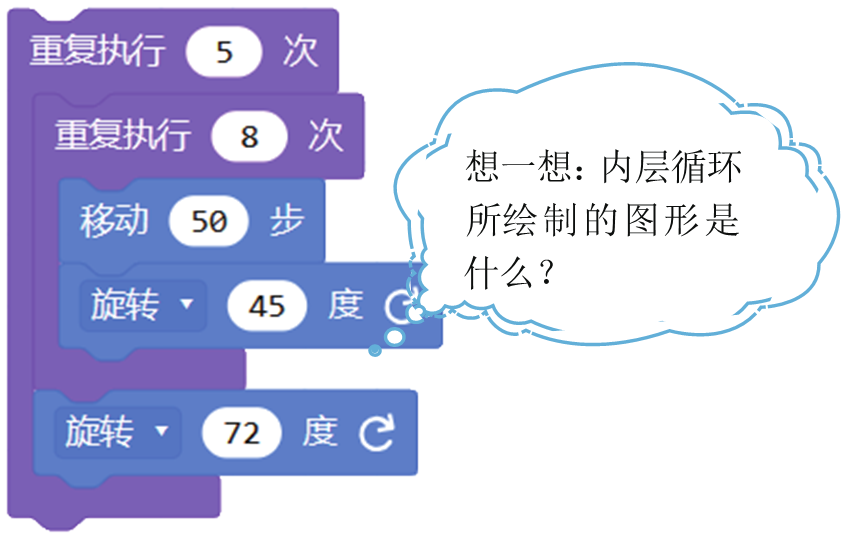 重复执行 5 次
重复执行 8 次
移动 50 步
旋转 45 度
旋转 72 度
想一想：内层循环
所绘制的图形是
什么？